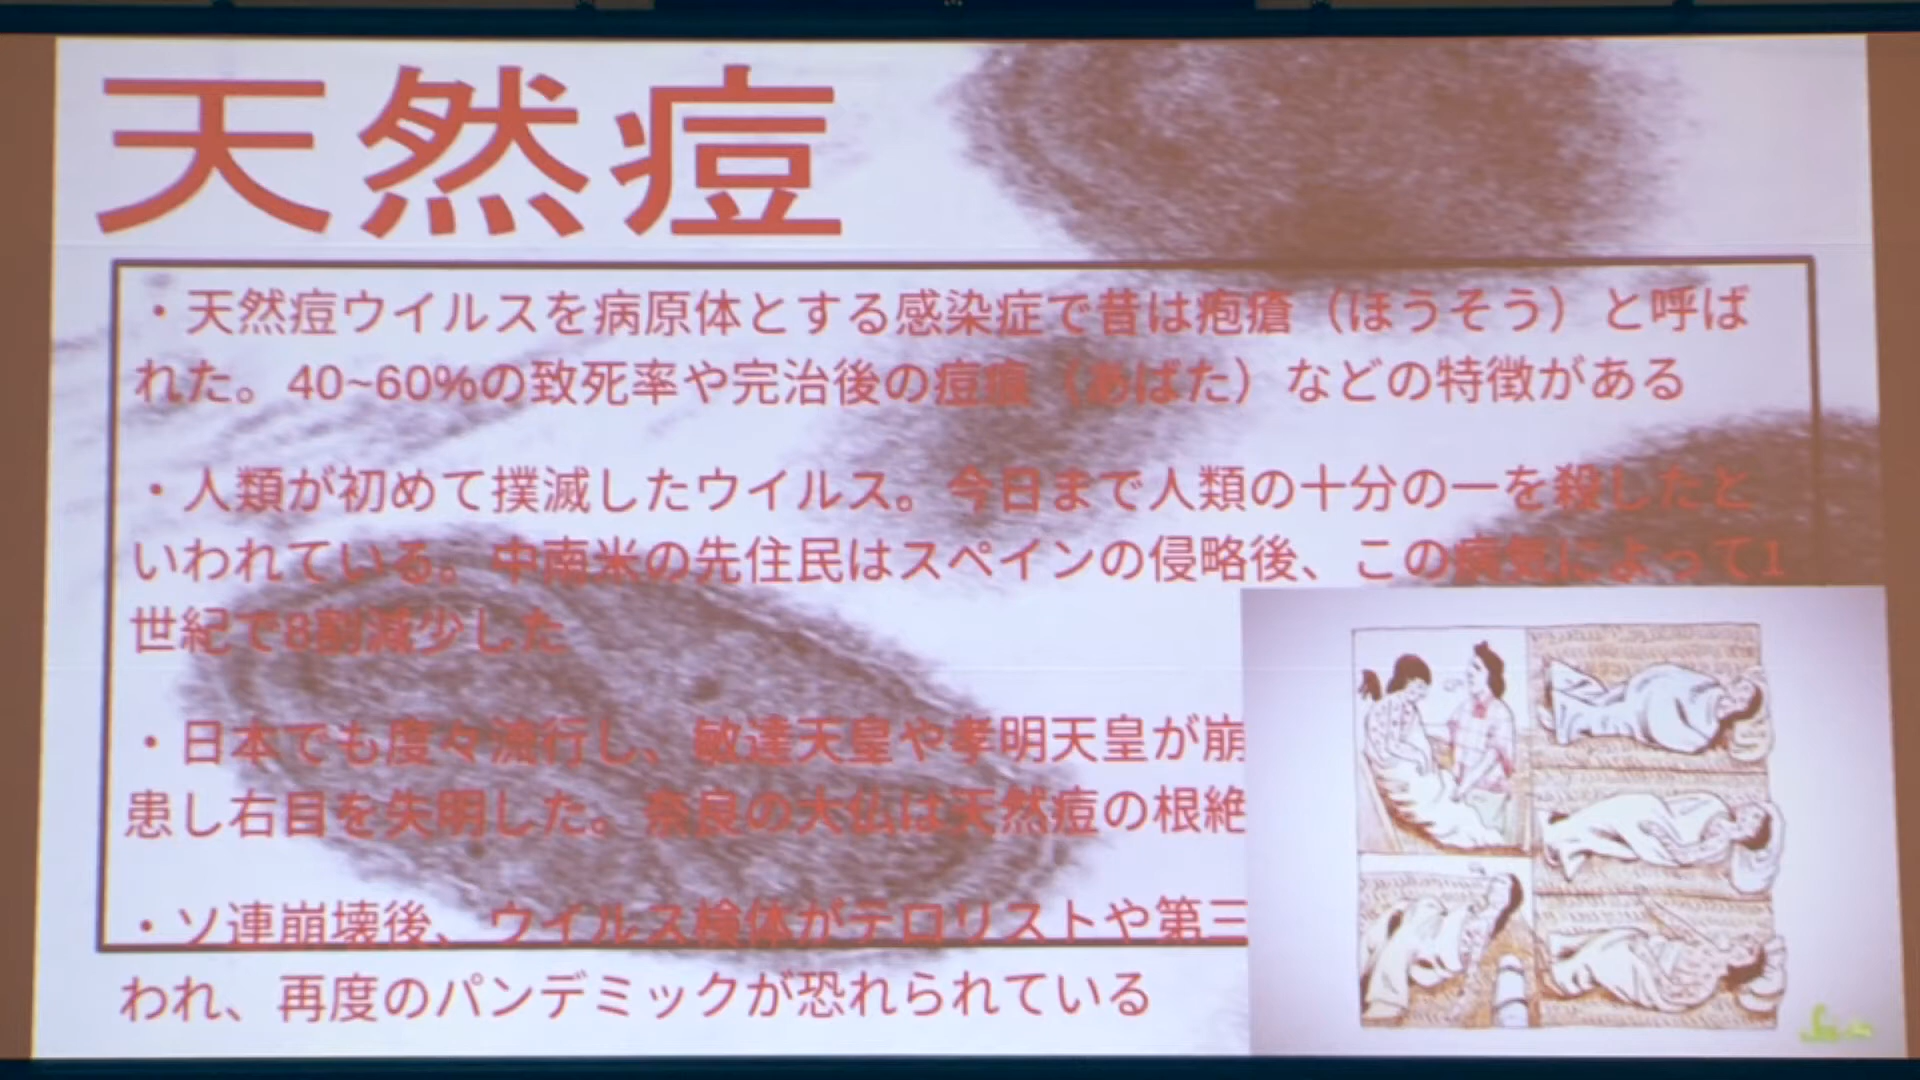 天然痘
・天然痘ウイルスを病原体とする感染症で昔は疱瘡（ほうそう）と呼ば
れた。40~60%の致死率や完治後の痘痕（あばた）などの特徴がある
・人類が初めて撲滅したウイルス。今日まで人類の十分の一を殺したと
いわれている。中南米の先住民はスペインの侵略後、この病気によって1
世紀で8割減少した
・日本でも度々流行し、敏達天皇や孝明天皇が崩
患し右目を失明した。奈良の大仏は天然痘の根絶
・ソ連崩壊後、ウイルス検体がテロリストや第三
われ、再度のパンデミックが恐れられている